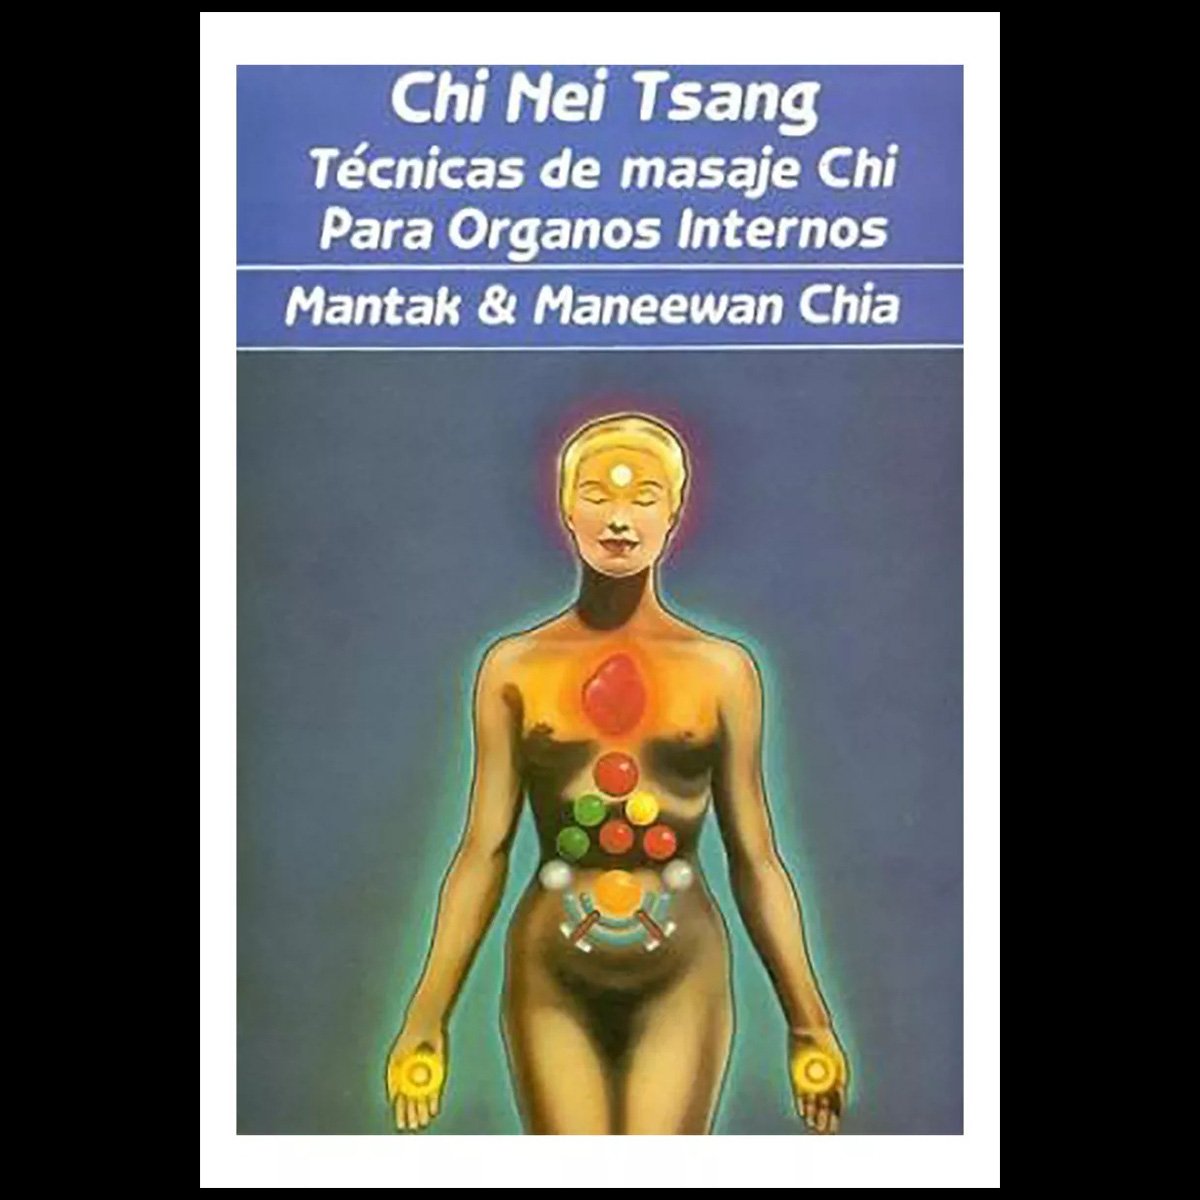 Chi Nei Tsang
Técnicas de masaje Chi
Para Organos Internos
Mantak & Maneewan Chia